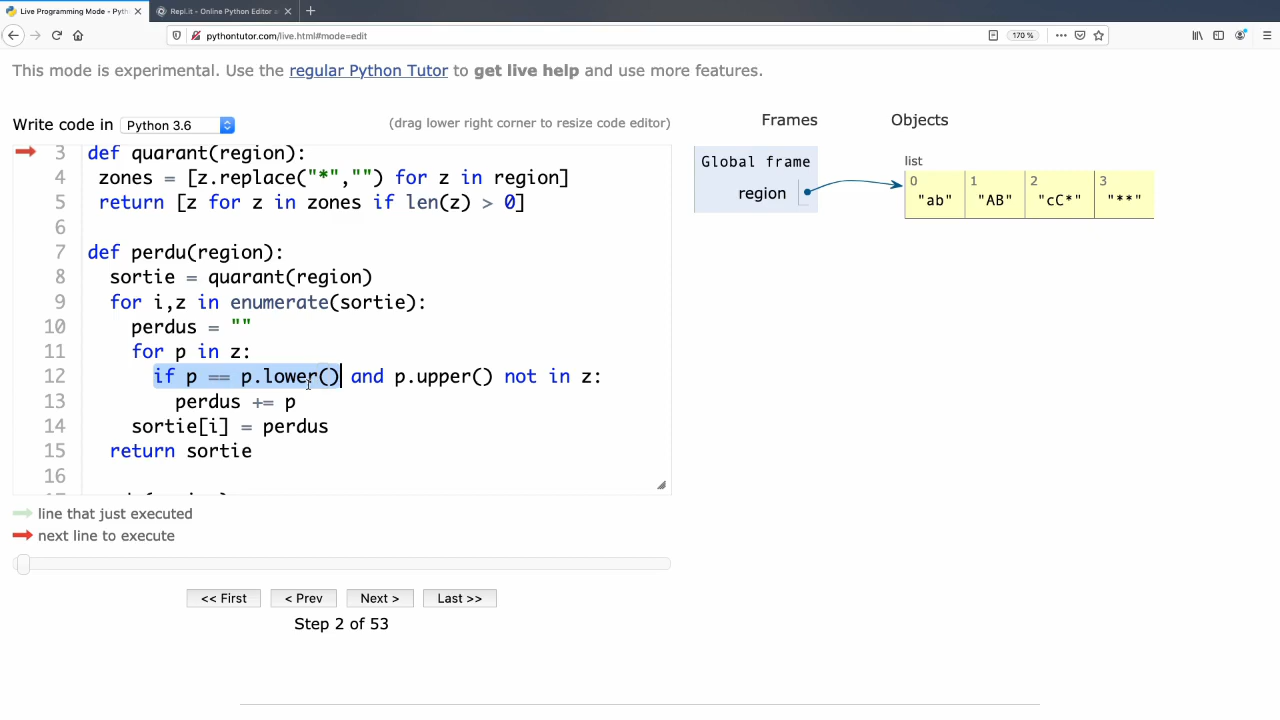 Live Programming Mode - Pyth
Repl.it - Online Python Editor
pythontutor.com/live.html#mode=edit
170 %
This mode is experimental. Use the regular Python Tutor to get live help and use more features.
Write code in Python 3.6
(drag lower right corner to resize code editor)
3 def quarant(region):
4 zones = [z.replace("*","") for z in region]
5 return [z for z in zones if len(z) > 0]
6
7 def perdu(region):
8 sortie = quarant(region)
9 for i,z in enumerate(sortie):
10 perdus = ""
11 for p in z:
12 if p == p.lower() and p.upper() not in z:
13 perdus += p
14 sortie[i] = perdus
15 return sortie
16
line that just executed
next line to execute
<< First < Prev Next > Last >>
Step 2 of 53
Frames Objects
Global frame
region
list
0 1 2 3
"ab" "AB" "cC*" "**"